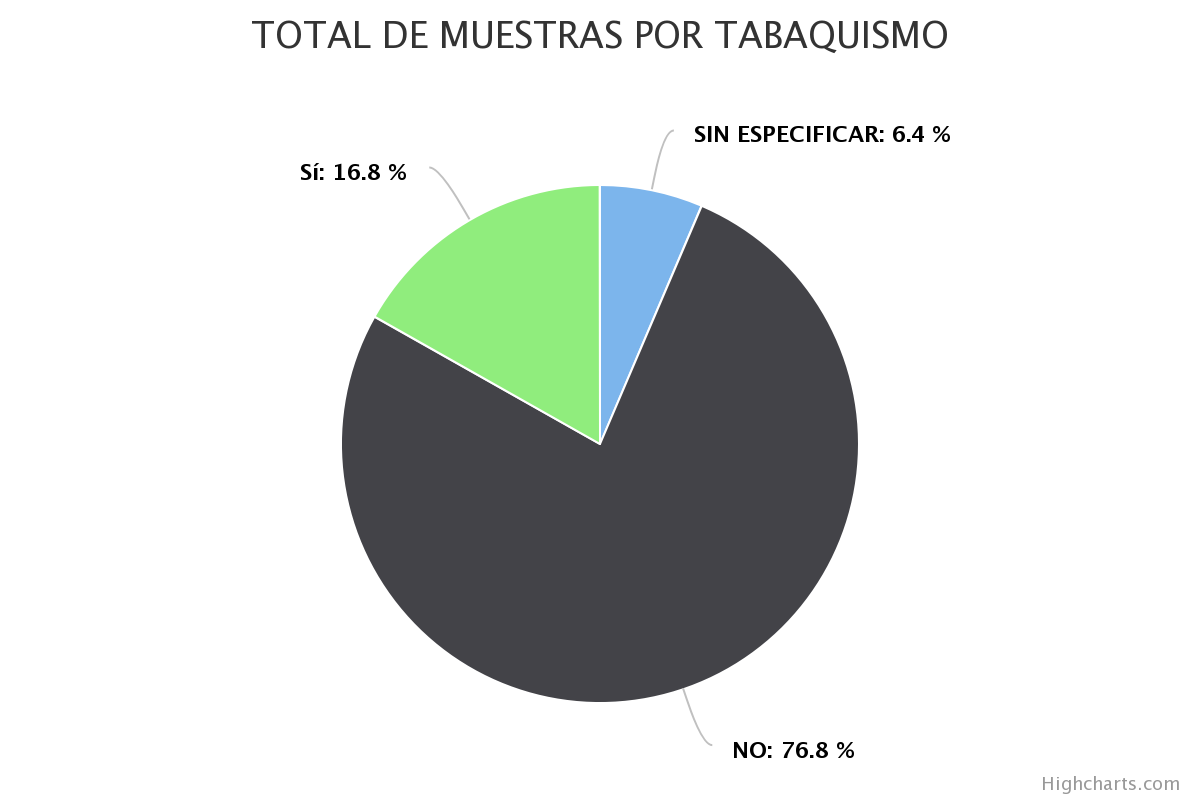 TOTAL DE MUESTRAS POR TABAQUISMO
SIN ESPECIFICAR: 6.4 %
Sí: 16.8 %
NO: 76.8 %
Highcharts.com